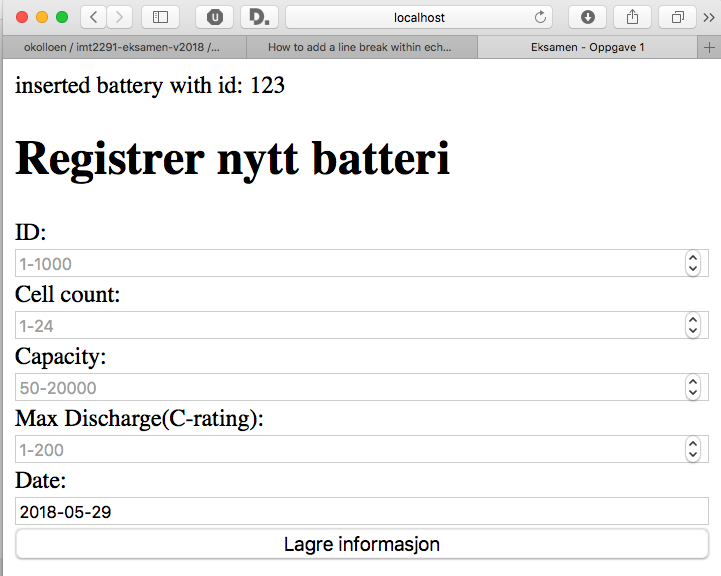 localhost
okolloen / imt2291-eksamen-v2018 /...
How to add a line break within ech...
Eksamen - Oppgave 1
inserted battery with id: 123
Registrer nytt batteri
ID:
1-1000
Cell count:
1-24
Capacity:
50-20000
Max Discharge(C-rating):
1-200
Date:
2018-05-29
Lagre informasjon